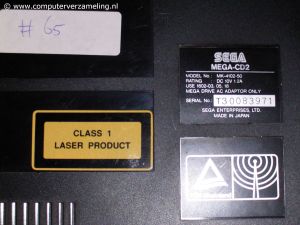 © www.computerverzameling.nl
# 65
SEGA
MEGA-CD2
MODEL No : MK-4102-50
RATING : DC 10V 1.2A
USE 1602-03, 05, 18
MEGA DRIVE AC ADAPTOR ONLY
SERIAL No. T30083971
SEGA ENTERPRISES, LTD.
MADE IN JAPAN
CLASS 1
LASER PRODUCT